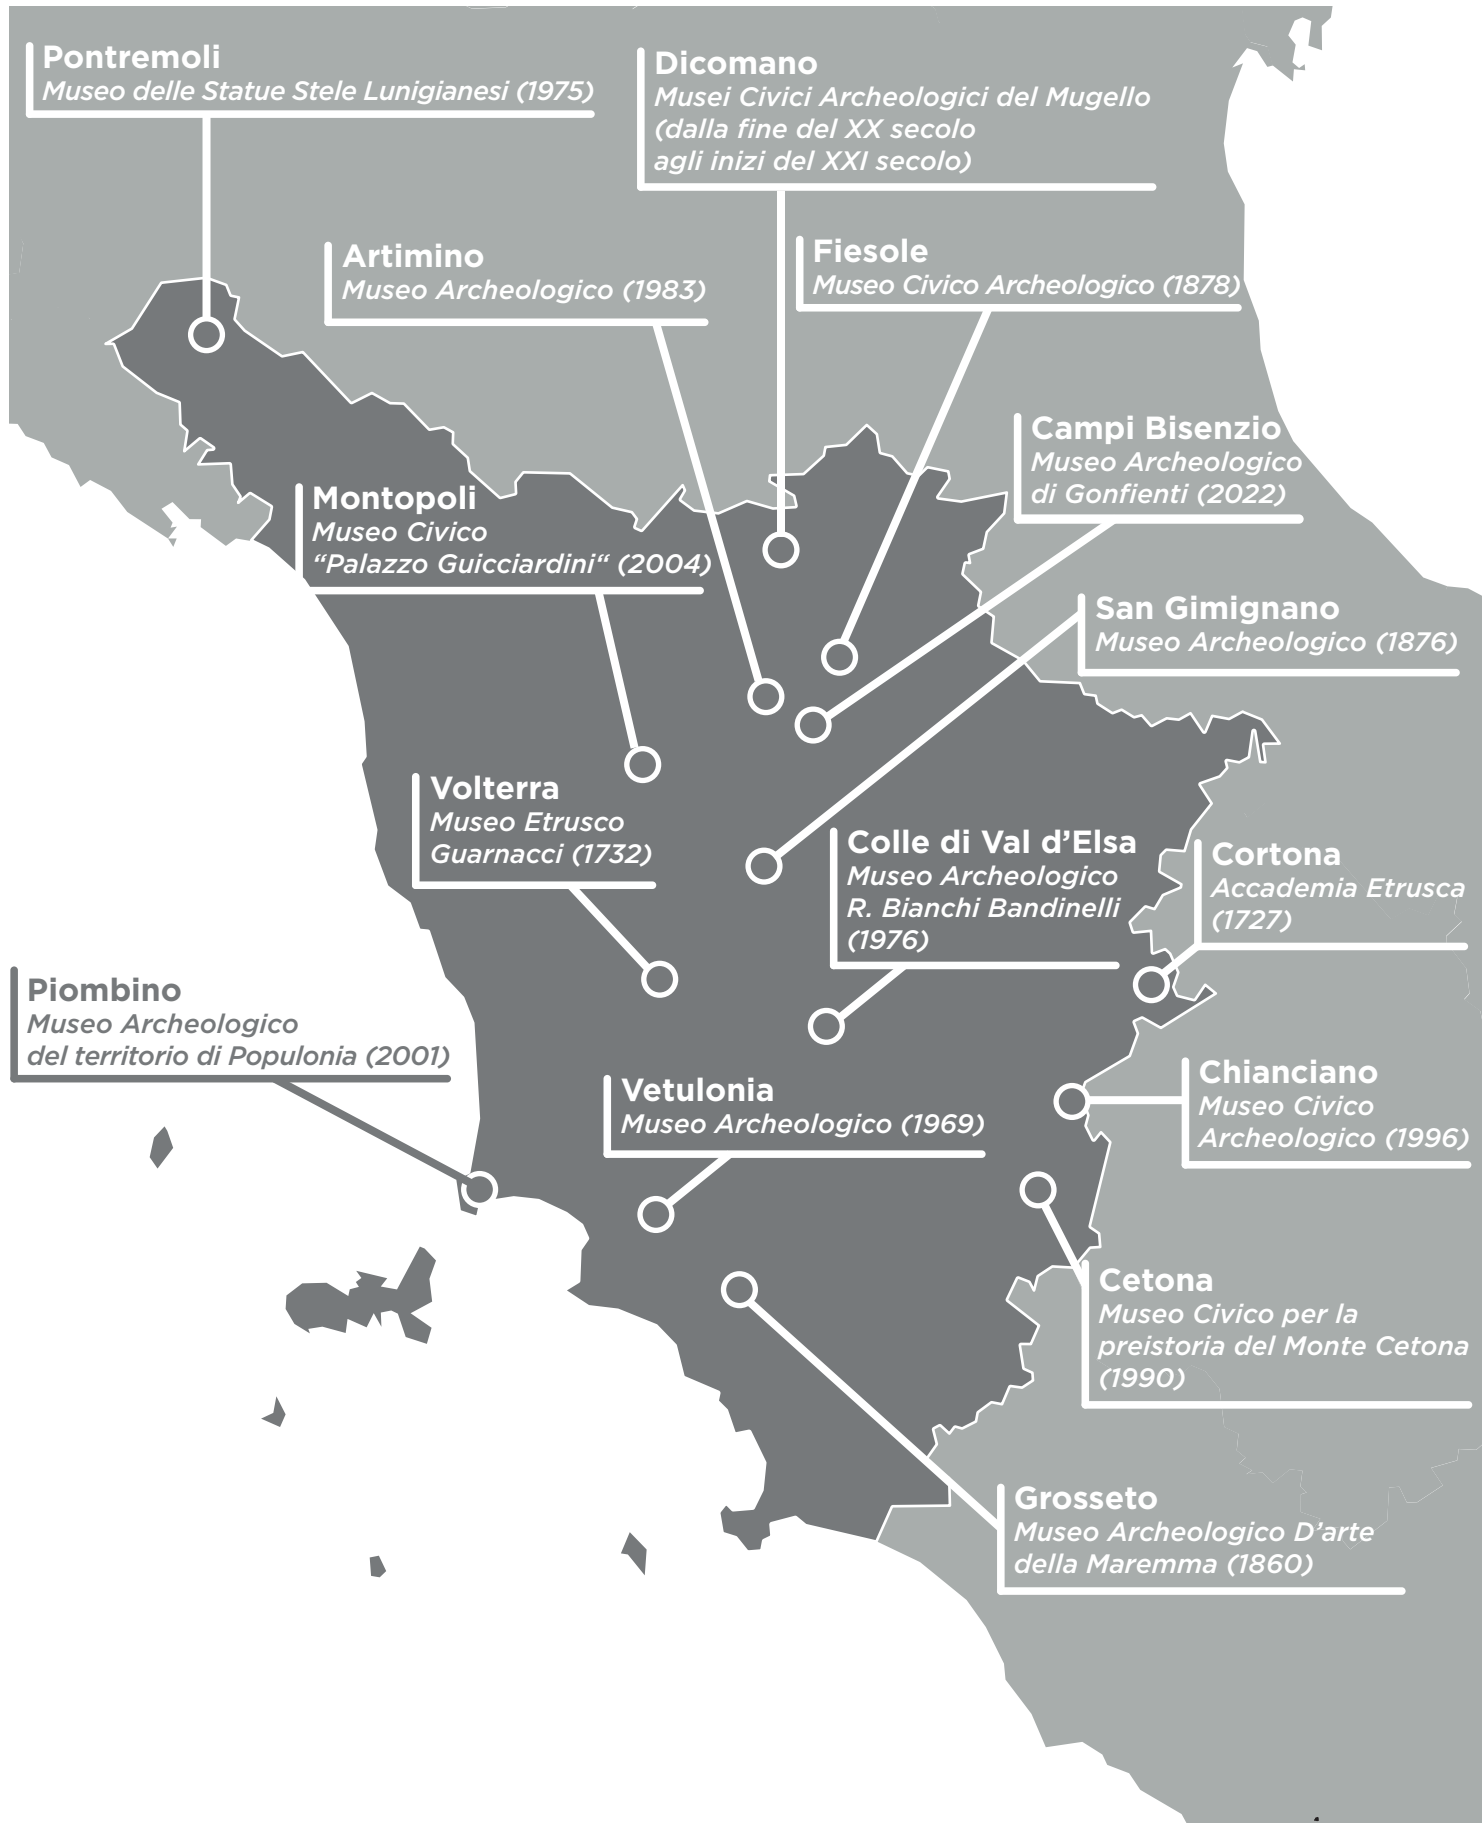 Pontremoli
Museo delle Statue Stele Lunigianesi (1975)
Dicomano
Musei Civici Archeologici del Mugello
(dalla fine del XX secolo
agli inizi del XXI secolo)
Artimino
Museo Archeologico (1983)
Fiesole
Museo Civico Archeologico (1878)
Campi Bisenzio
Museo Archeologico
di Gonfienti (2022)
Montopoli
Museo Civico
“Palazzo Guicciardini“ (2004)
San Gimignano
Museo Archeologico (1876)
Volterra
Museo Etrusco
Guarnacci (1732)
Colle di Val d’Elsa
Museo Archeologico
R. Bianchi Bandinelli
(1976)
Cortona
Accademia Etrusca
(1727)
Piombino
Museo Archeologico
del territorio di Populonia (2001)
Vetulonia
Museo Archeologico (1969)
Chianciano
Museo Civico
Archeologico (1996)
Cetona
Museo Civico per la
preistoria del Monte Cetona
(1990)
Grosseto
Museo Archeologico D’arte
della Maremma (1860)